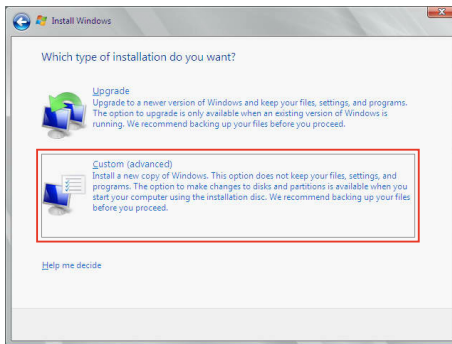 Install Windows
Which type of installation do you want?
Upgrade
Upgrade to a newer version of Windows and keep your files, settings, and programs.
The option to upgrade is only available when an existing version of Windows is
running. We recommend backing up your files before you proceed.
Custom (advanced)
Install a new copy of Windows. This option does not keep your files, settings, and
programs. The option to make changes to disks and partitions is available when you
start your computer using the installation disc. We recommend backing up your files
before you proceed.
Help me decide